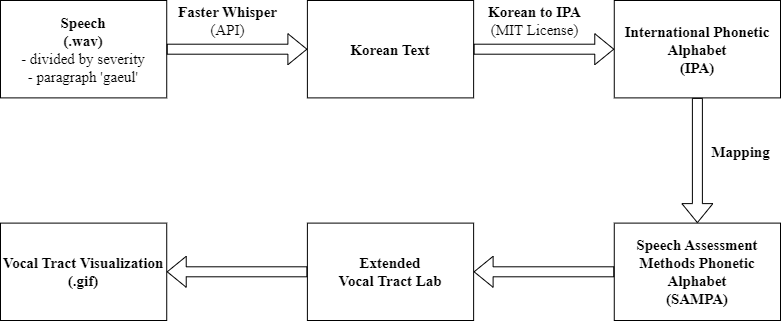 Speech
(.wav)
- divided by severity
- paragraph 'gaeul'
Faster Whisper
(API)
Korean Text
Korean to IPA
(MIT License)
International Phonetic
Alphabet
(IPA)
Mapping
Speech Assessment
Methods Phonetic
Alphabet
(SAMPA)
Extended
Vocal Tract Lab
Vocal Tract Visualization
(.gif)